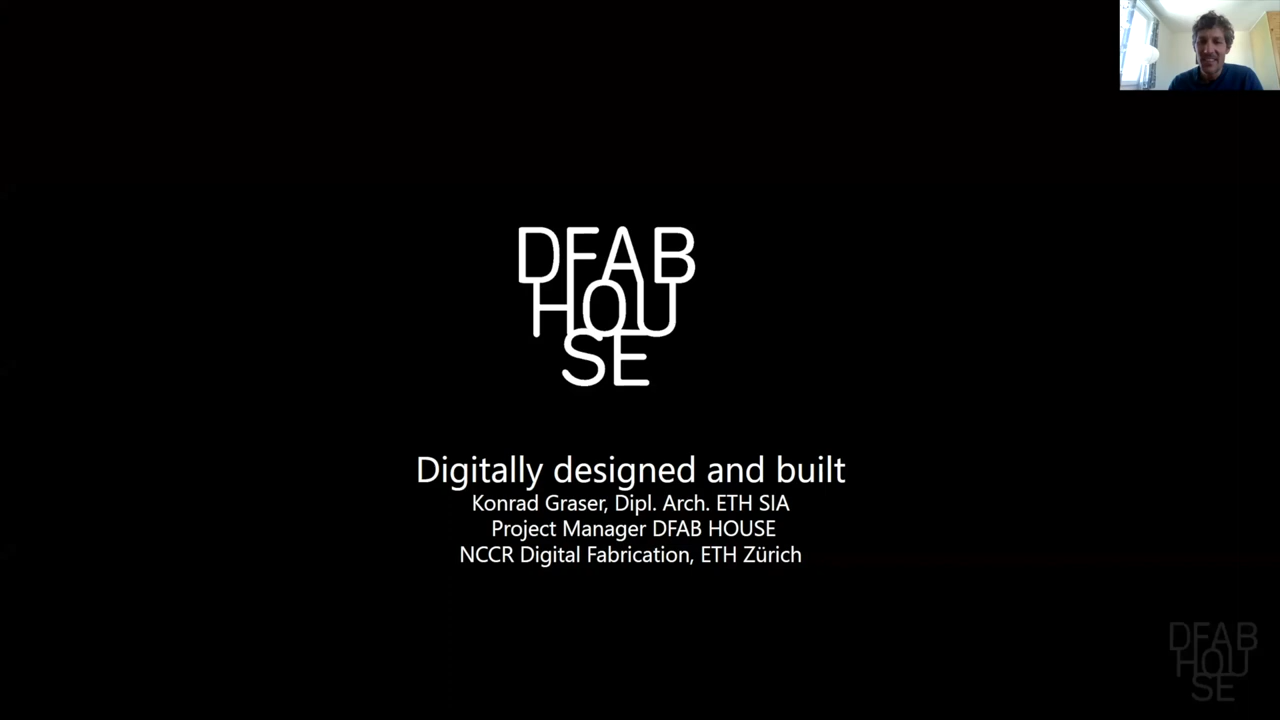 DFAB
HOU
SE
Digitally designed and built
Konrad Graser, Dipl. Arch. ETH SIA
Project Manager DFAB HOUSE
NCCR Digital Fabrication, ETH Zürich
DFAB
HOU
SE